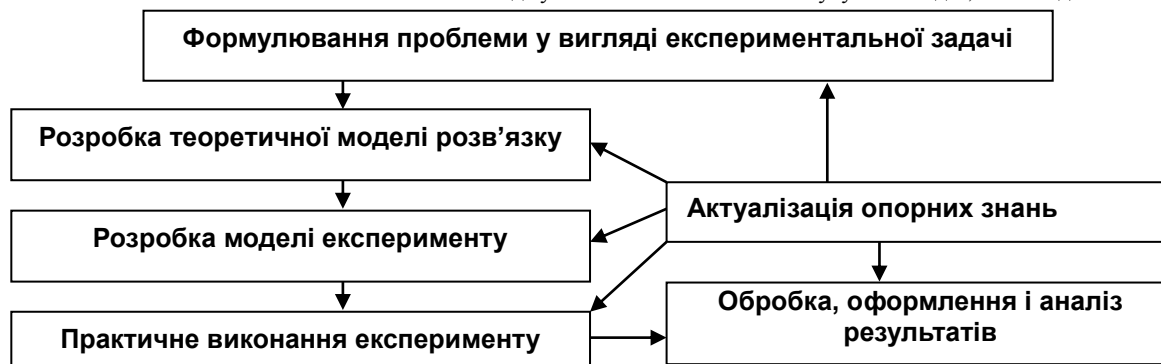 Формулювання проблеми у вигляді експериментальної задачі
Розробка теоретичної моделі розв’язку
Актуалізація опорних знань
Розробка моделі експерименту
Обробка, оформлення і аналіз
результатів
Практичне виконання експерименту